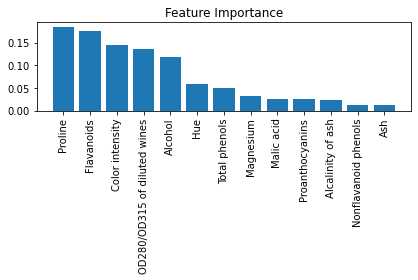 Feature Importance
0.15
0.10
0.05
0.00
Proline
Flavanoids
Color intensity
OD280/OD315 of diluted wines
Alcohol
Hue
Total phenols
Magnesium
Malic acid
Proanthocyanins
Alcalinity of ash
Nonflavanoid phenols
Ash